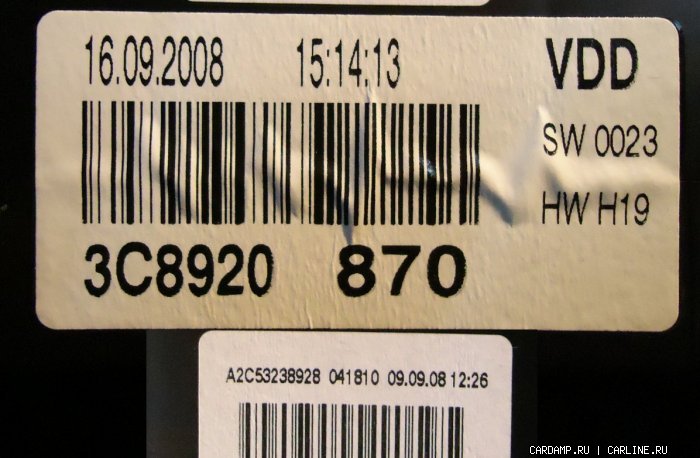 16.09.2008 15:14:13 VDD
SW 0023
HW H19
3C8920 870
A2C53238928 041810 09.09.08 12:26
CARDAMP.RU | CARLINE.RU